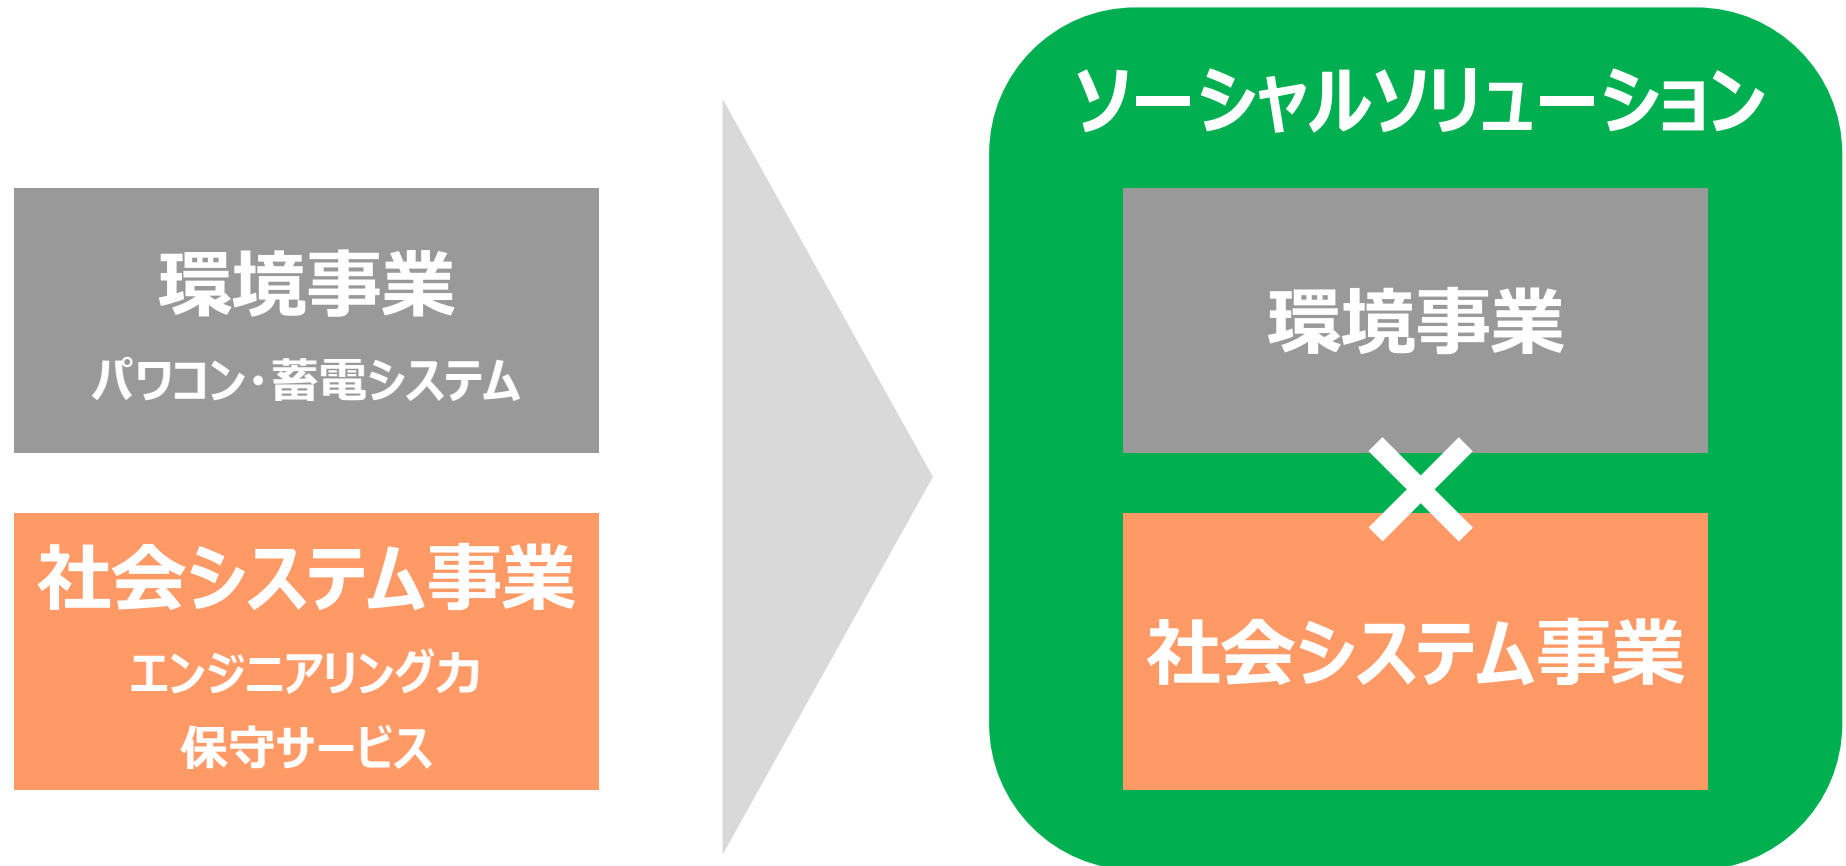 環境事業
パワコン・蓄電システム
社会システム事業
エンジニアリング力
保守サービス
ソーシャルソリューション
環境事業
×
社会システム事業